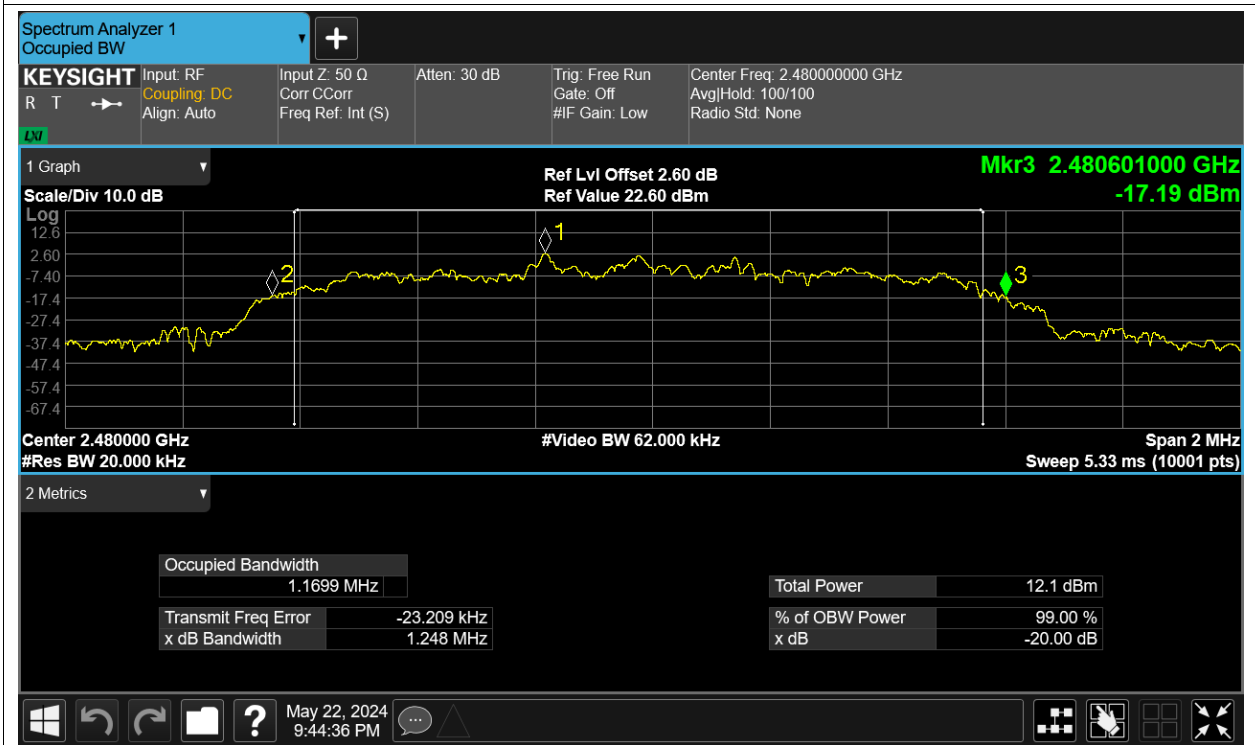 Spectrum Analyzer 1
Occupied BW
KEYSIGHT
R T
LXI
Input: RF
Coupling: DC
Align: Auto
Input Z: 50 Ω
Corr CCorr
Freq Ref: Int (S)
Atten: 30 dB
Trig: Free Run
Gate: Off
#IF Gain: Low
Center Freq: 2.480000000 GHz
Avg|Hold: 100/100
Radio Std: None
1 Graph
Scale/Div 10.0 dB
Ref Lvl Offset 2.60 dB
Ref Value 22.60 dBm
Mkr3 2.480601000 GHz
-17.19 dBm
Log
12.6
2.60
-7.40
-17.4
-27.4
-37.4
-47.4
-57.4
-67.4
1
2
3
Center 2.480000 GHz
#Res BW 20.000 kHz
#Video BW 62.000 kHz
Span 2 MHz
Sweep 5.33 ms (10001 pts)
2 Metrics
Occupied Bandwidth
1.1699 MHz
Transmit Freq Error -23.209 kHz
x dB Bandwidth 1.248 MHz
Total Power 12.1 dBm
% of OBW Power 99.00 %
x dB -20.00 dB
?
May 22, 2024
9:44:36 PM